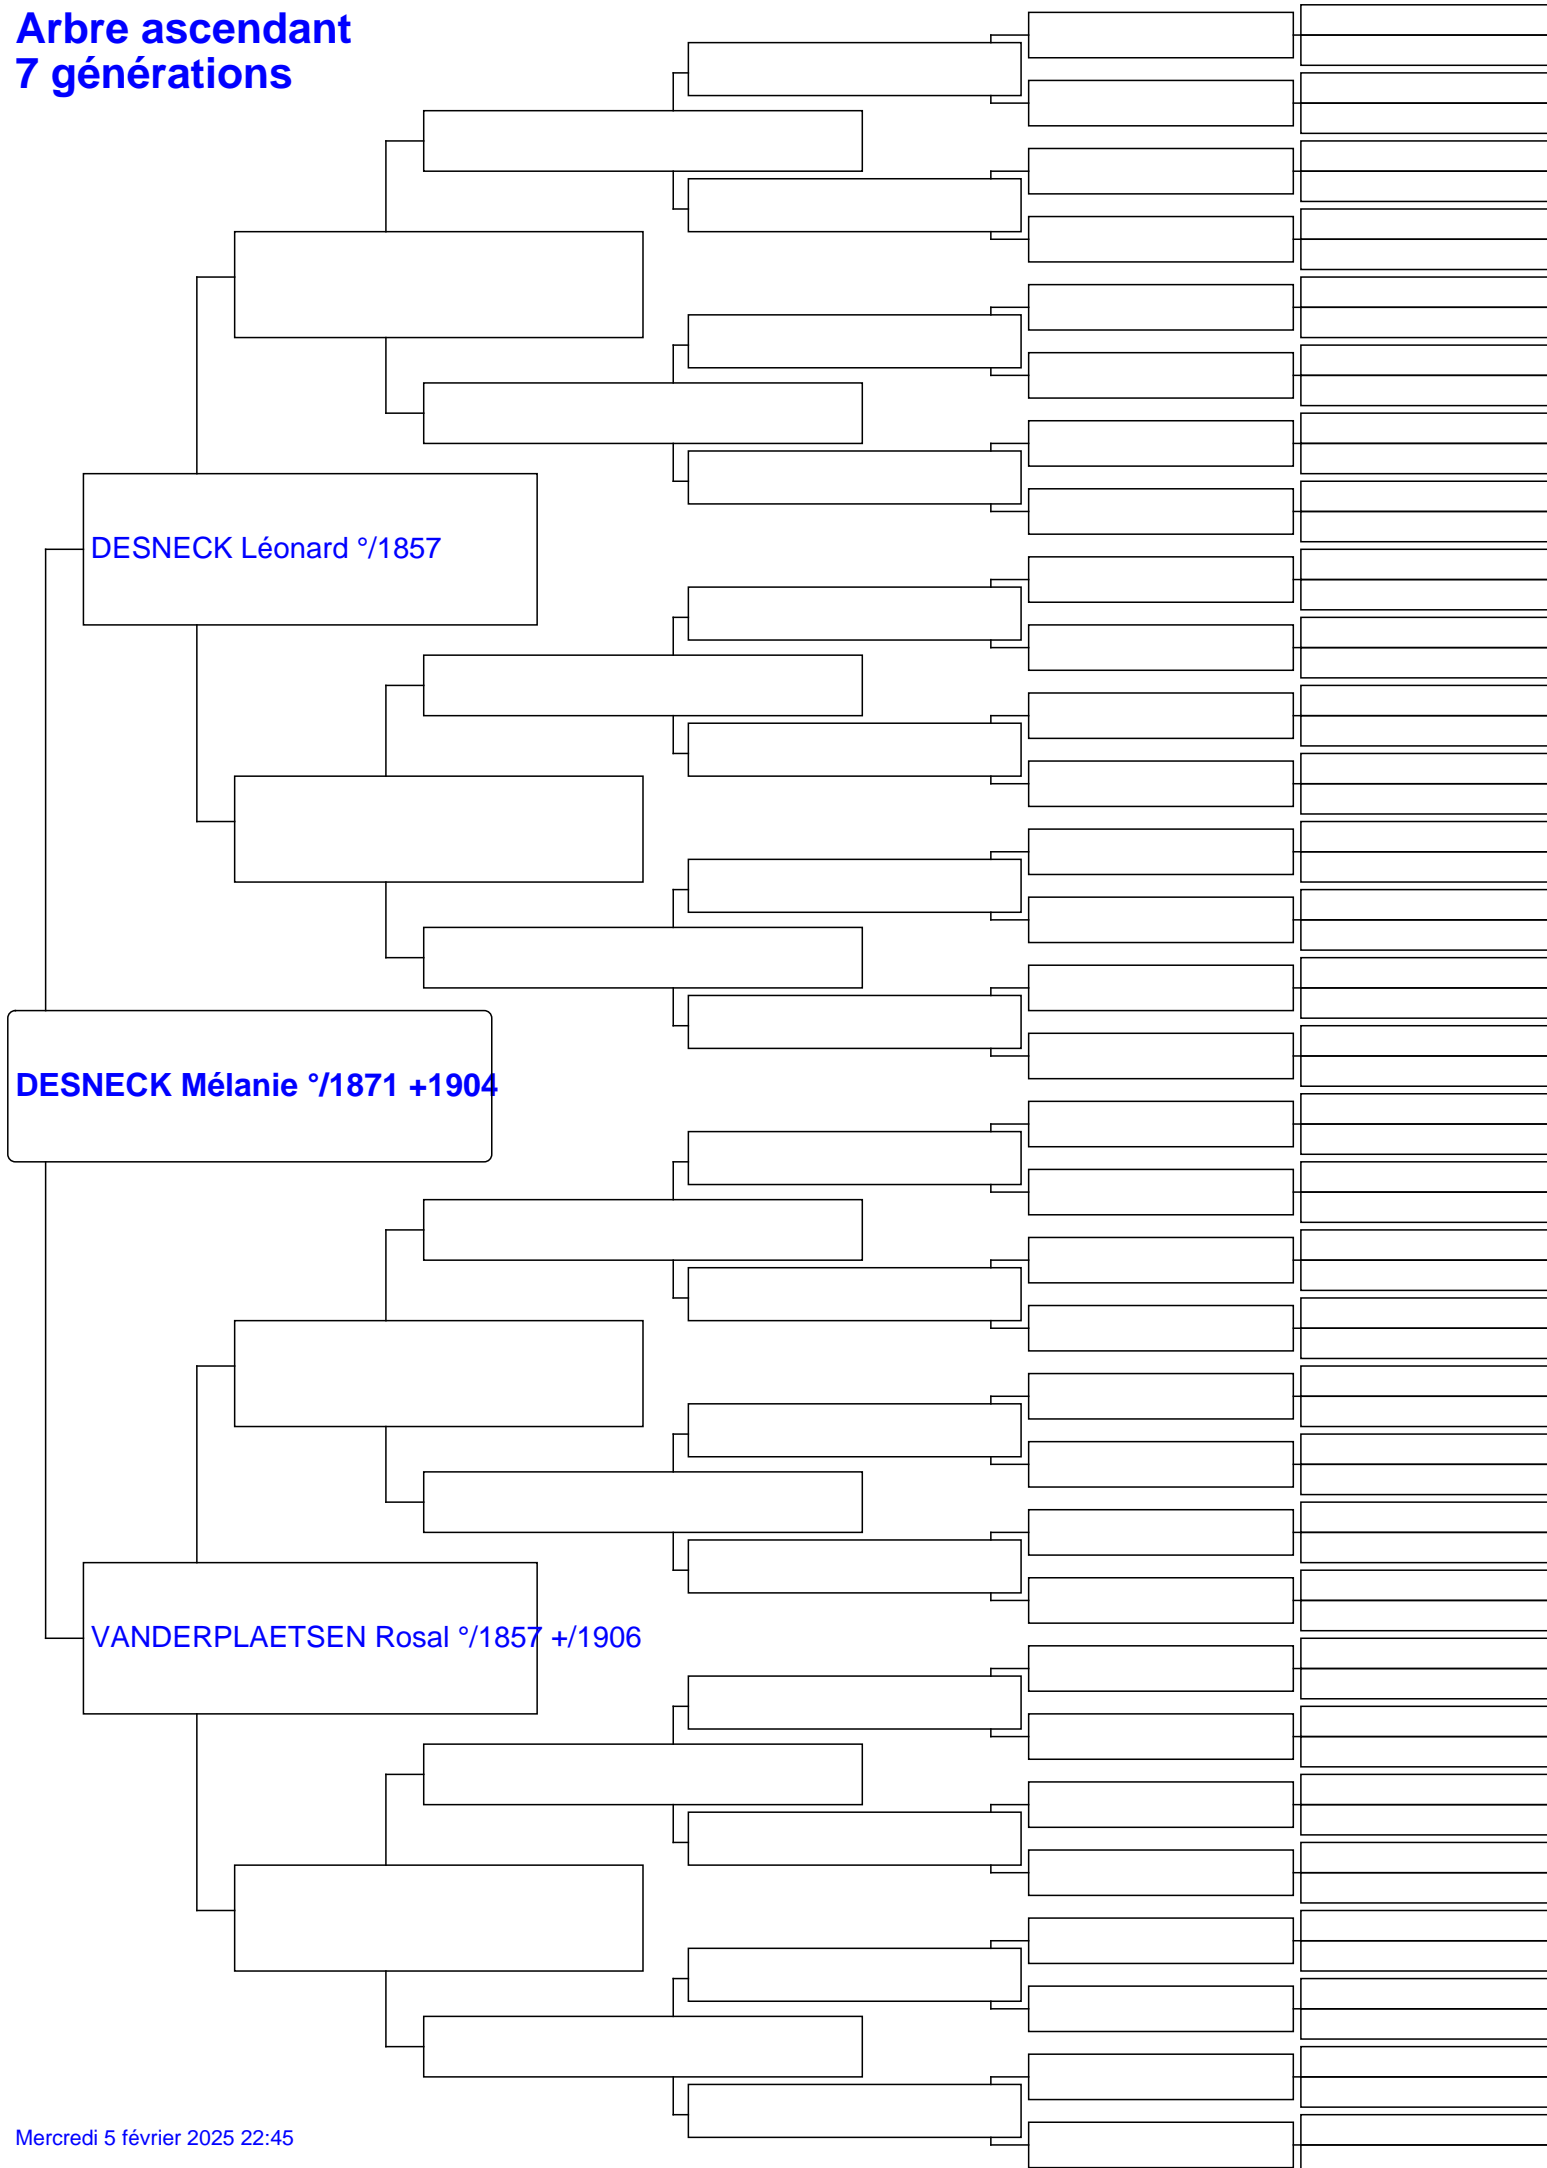 Arbre ascendant
7 générations
DESNECK Léonard °/1857
DESNECK Mélanie °/1871 +1904
VANDERPLAETSEN Rosal °/1857 +/1906
Mercredi 5 février 2025 22:45